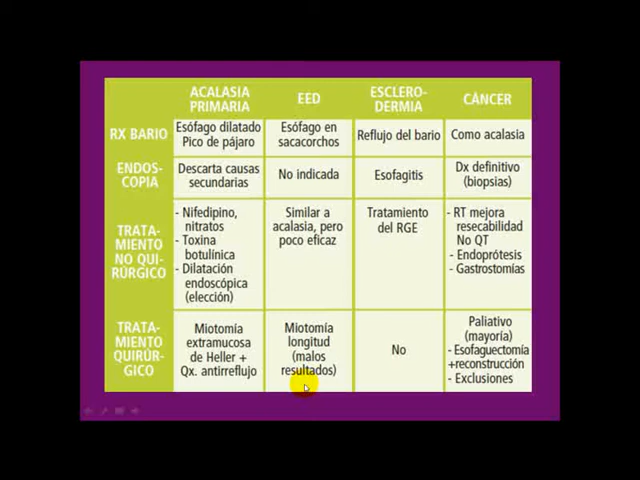 ACALASIA
PRIMARIA
EED
ESCLERO-
DERMIA
CÁNCER
RX BARIO
Esófago dilatado
Pico de pájaro
Esófago en
sacacorchos
Reflujo del bario
Como acalasia
ENDOS-
COPIA
Descarta causas
secundarias
No indicada
Esofagitis
Dx definitivo
(biopsias)
TRATA-
MIENTO
NO QUI-
RÚRGICO
- Nifedipino,
nitratos
- Toxina
botulínica
- Dilatación
endoscópica
(elección)
Similar a
acalasia, pero
poco eficaz
Tratamiento
del RGE
- RT mejora
resecabilidad
No QT
- Endoprótesis
- Gastrostomías
TRATA-
MIENTO
QUIRÚR-
GICO
Miotomía
extramucosa
de Heller +
Qx. antirreflujo
Miotomía
longitud
(malos
resultados)
No
Paliativo
(mayoría)
- Esofaguectomía
+reconstrucción
- Exclusiones